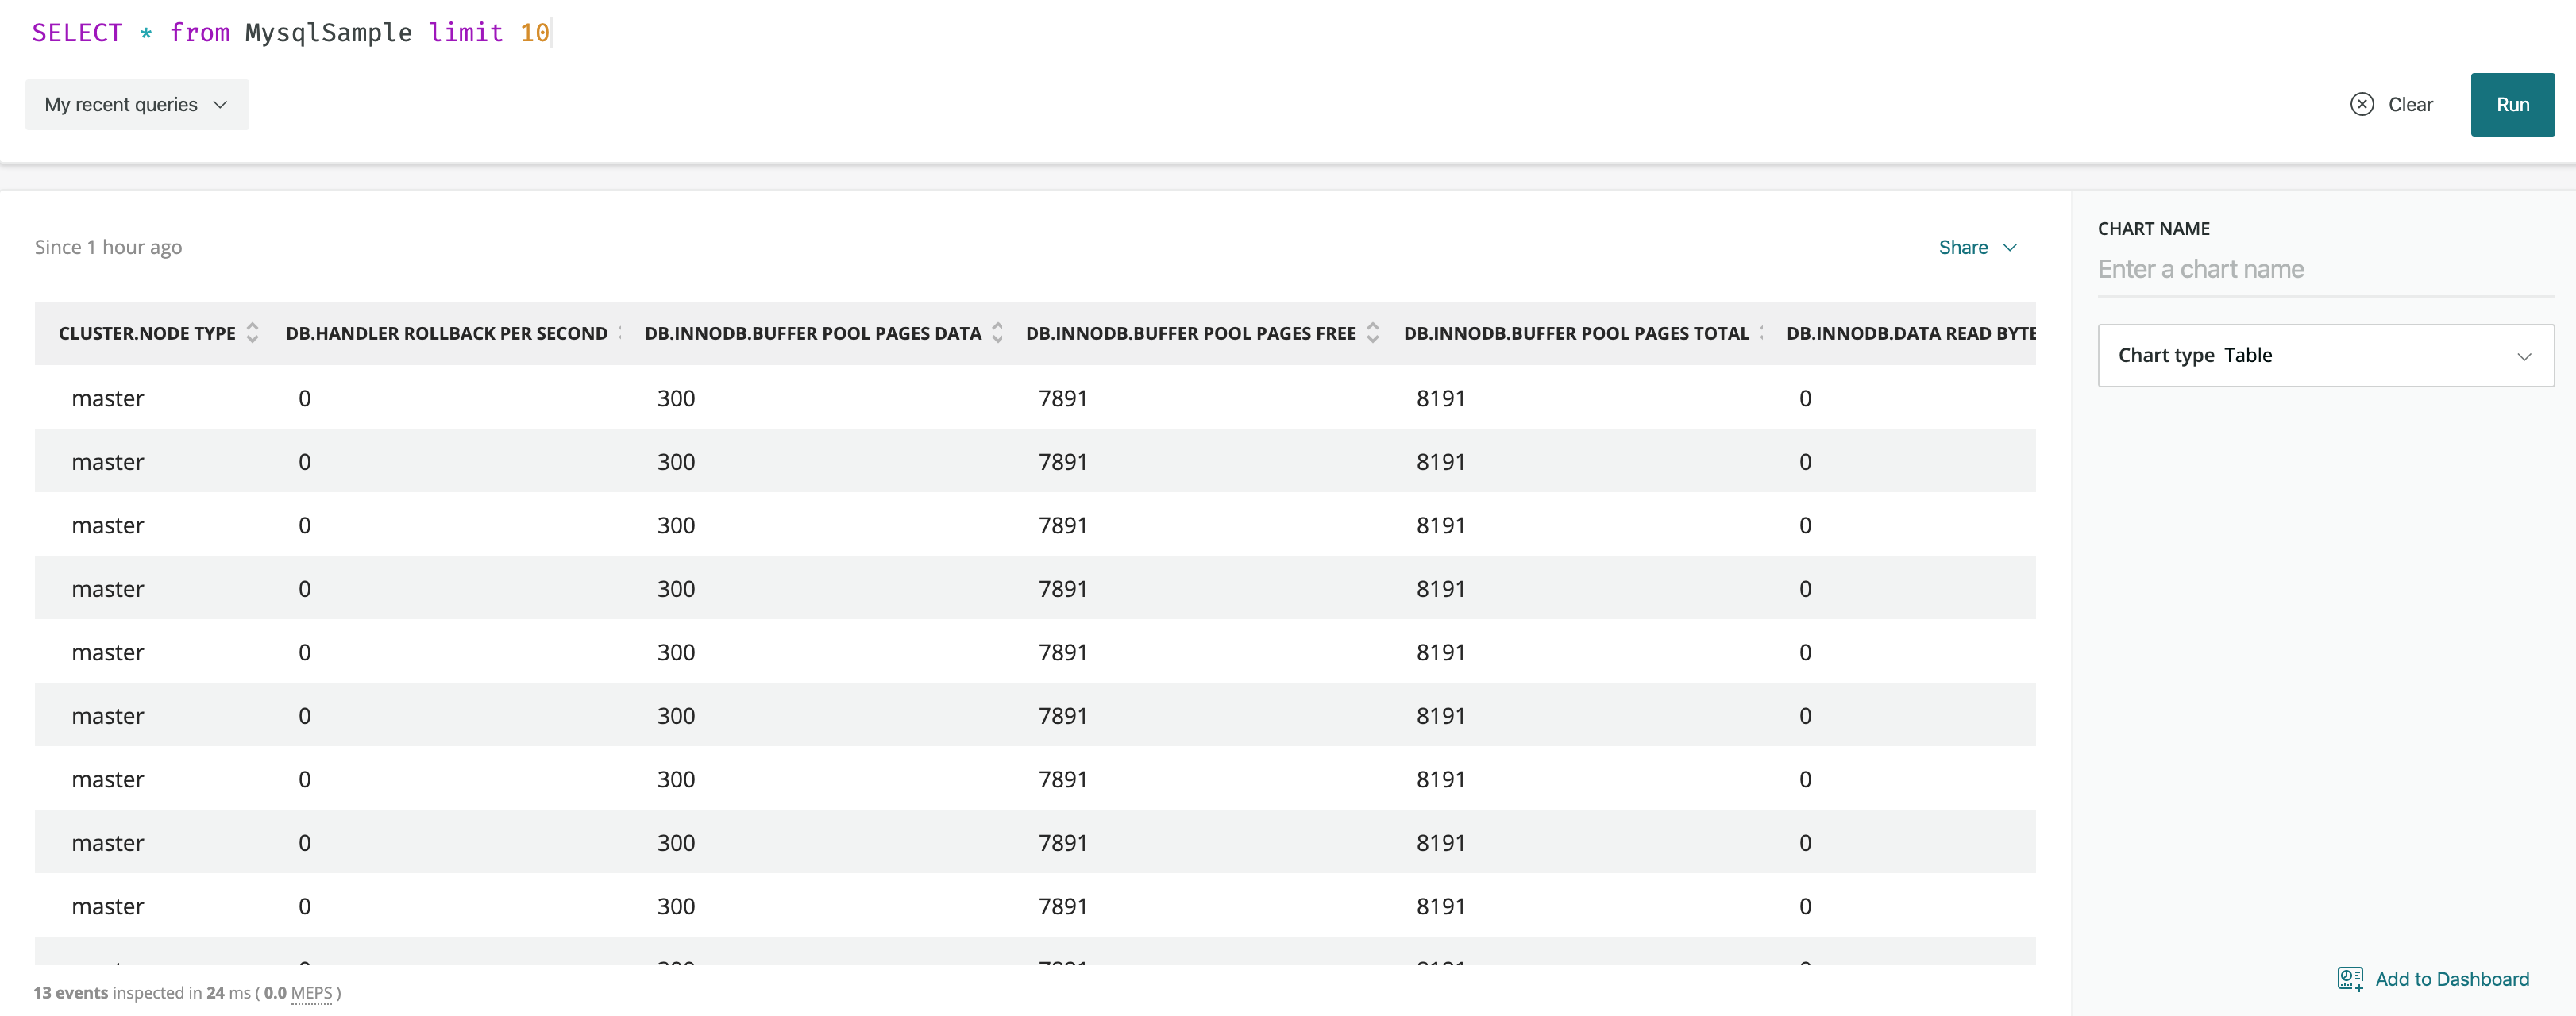 SELECT * from MysqlSample limit 10
My recent queries
Clear
Run
Since 1 hour ago
Share
CLUSTER.NODE TYPE DB.HANDLER ROLLBACK PER SECOND DB.INNODB.BUFFER POOL PAGES DATA DB.INNODB.BUFFER POOL PAGES FREE DB.INNODB.BUFFER POOL PAGES TOTAL DB.INNODB.DATA READ BYTE
master 0 300 7891 8191 0
master 0 300 7891 8191 0
master 0 300 7891 8191 0
master 0 300 7891 8191 0
master 0 300 7891 8191 0
master 0 300 7891 8191 0
master 0 300 7891 8191 0
master 0 300 7891 8191 0
master 0 300 7891 8191 0
13 events inspected in 24 ms ( 0.0 MEPS )
CHART NAME
Enter a chart name
Chart type Table
Add to Dashboard